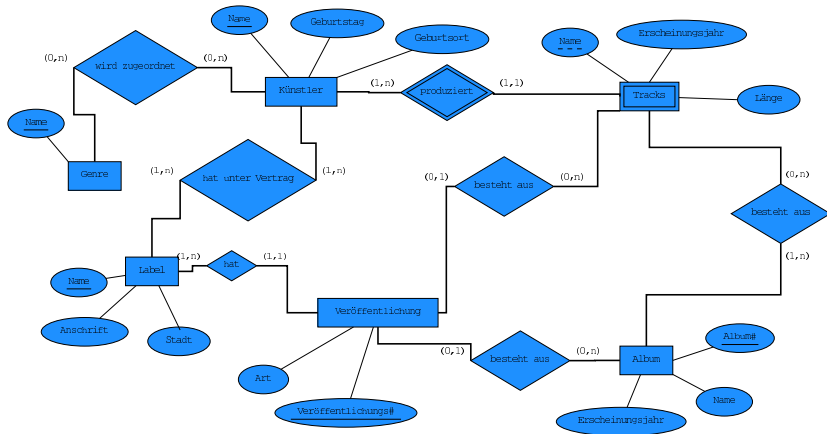 Name
Geburtstag
Geburtsort
Name
Erscheinungsjahr
(0,n)
wird zugeordnet
(0,n)
Künstler
(1,n)
produziert
(1,1)
Tracks
Länge
Name
Genre
(1,n)
hat unter Vertrag
(1,n)
(0,1)
besteht aus
(0,n)
(0,n)
besteht aus
(1,n)
Name
Label
(1,n)
hat
(1,1)
Anschrift
Stadt
Veröffentlichung
(0,1)
besteht aus
(0,n)
Album
Album#
Art
Veröffentlichungs#
Erscheinungsjahr
Name